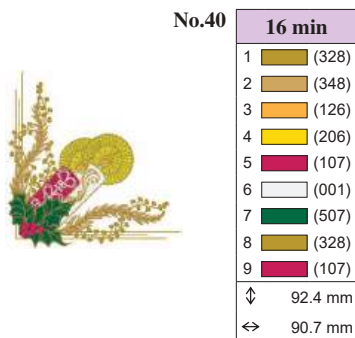 No.40
16 min
1 (328)
2 (348)
3 (126)
4 (206)
5 (107)
6 (001)
7 (507)
8 (328)
9 (107)
↕ 92.4 mm
↔ 90.7 mm